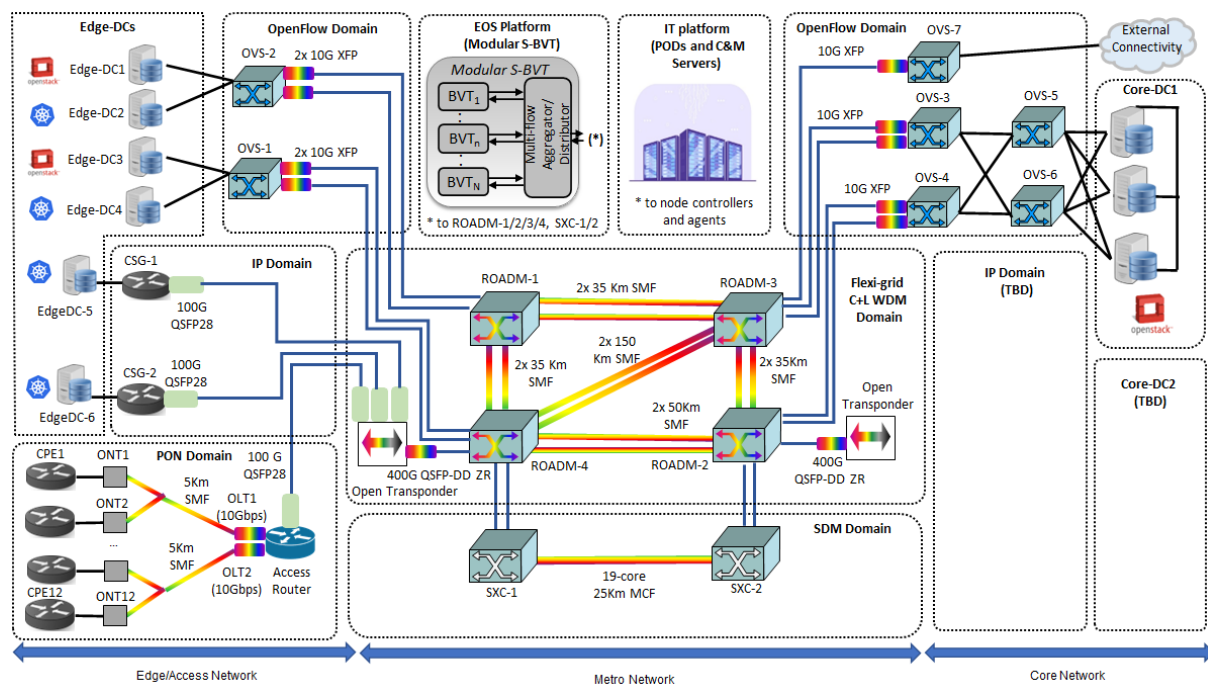 Edge-DCs
openstack
Edge-DC1
Edge-DC2
openstack
Edge-DC3
Edge-DC4
OpenFlow Domain
OVS-2
2x 10G XFP
OVS-1
2x 10G XFP
EOS Platform
(Modular S-BVT)
Modular S-BVT
BVT1
BVTn
BVTN
Multi-flow
Aggregator/
Distributor
(*)
* to ROADM-1/2/3/4, SXC-1/2
IT platform
(PODs and C&M
Servers)
* to node controllers
and agents
OpenFlow Domain
OVS-7
10G XFP
OVS-3
OVS-5
10G XFP
OVS-4
OVS-6
10G XFP
External
Connectivity
Core-DC1
openstack
EdgeDC-5
EdgeDC-6
IP Domain
CSG-1
100G
QSFP28
CSG-2
100G
QSFP28
ROADM-1
ROADM-3
2x 35 Km SMF
2x 150
Km SMF
2x 35 Km
SMF
2x 35Km
SMF
2x 50Km
SMF
ROADM-4
ROADM-2
Flexi-grid
C+L WDM
Domain
Open
Transponder
400G
QSFP-DD ZR
400G QSFP-DD ZR
Open Transponder
IP Domain
(TBD)
Core-DC2
(TBD)
PON Domain
CPE1
ONT1
ONT2
...
CPE12
ONT12
5Km
SMF
5Km
SMF
OLT1
(10Gbps)
OLT2
(10Gbps)
100 G
QSFP28
Access
Router
SDM Domain
SXC-1
19-core
25Km MCF
SXC-2
Edge/Access Network
Metro Network
Core Network